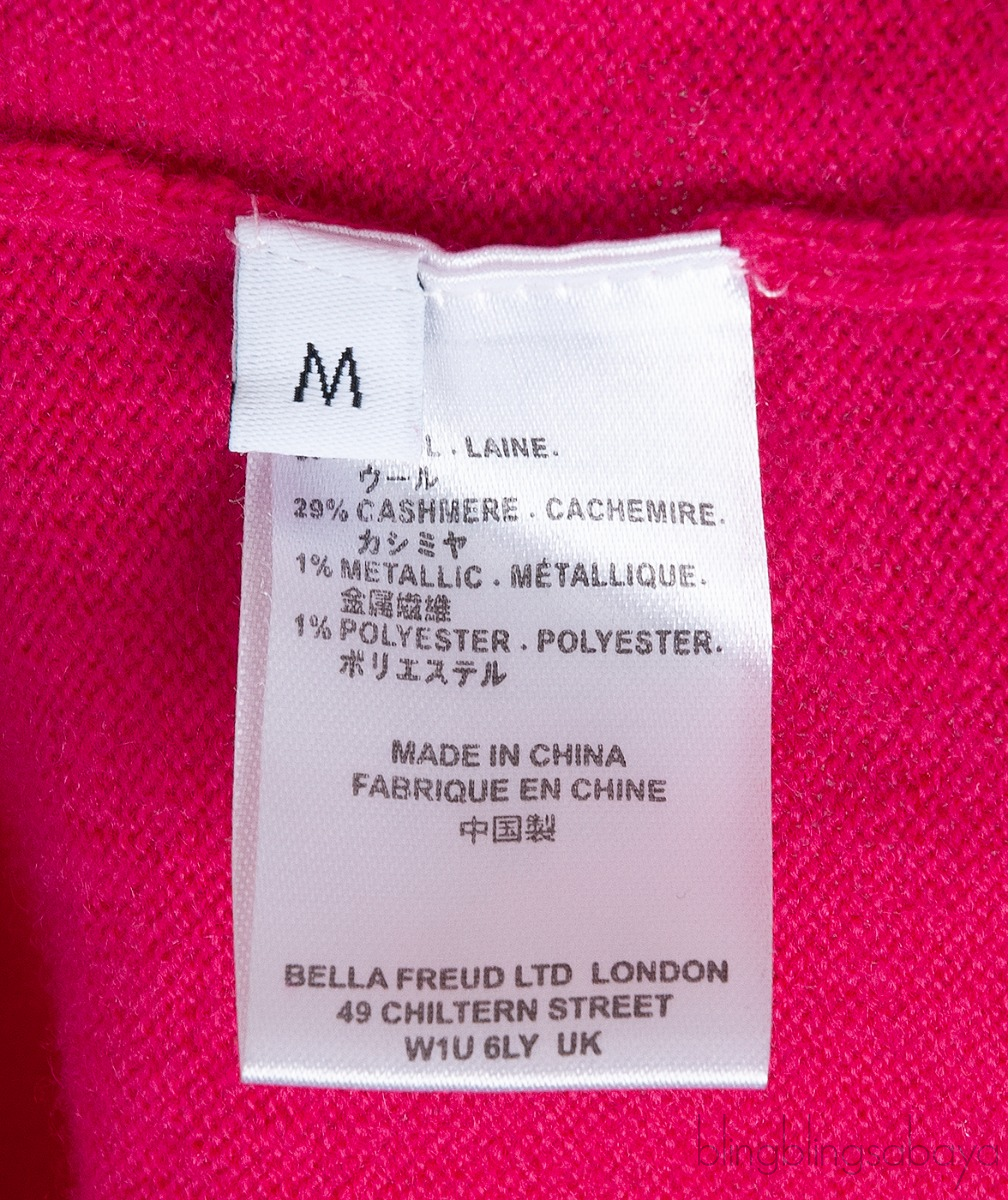 M
L . LAINE.
ウール
29% CASHMERE . CACHEMIRE.
カシミヤ
1% METALLIC . MÉTALLIQUE.
金属繊維
1% POLYESTER . POLYESTER.
ポリエステル
MADE IN CHINA
FABRIQUE EN CHINE
中国製
BELLA FREUD LTD LONDON
49 CHILTERN STREET
W1U 6LY UK
blingblingsabaya